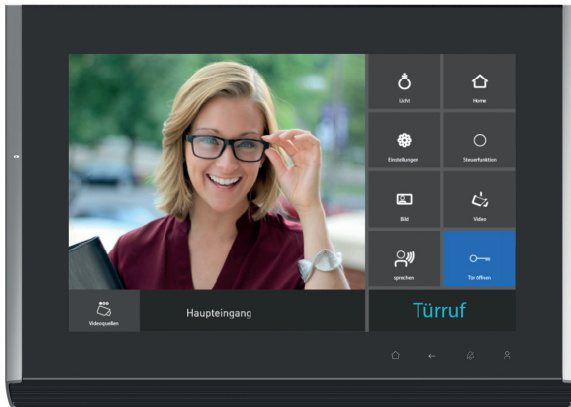 Licht
Home
Einstellungen
Steuerfunktion
Bild
Video
sprechen
Tür öffnen
Videoquellen
Haupteingang
Türruf